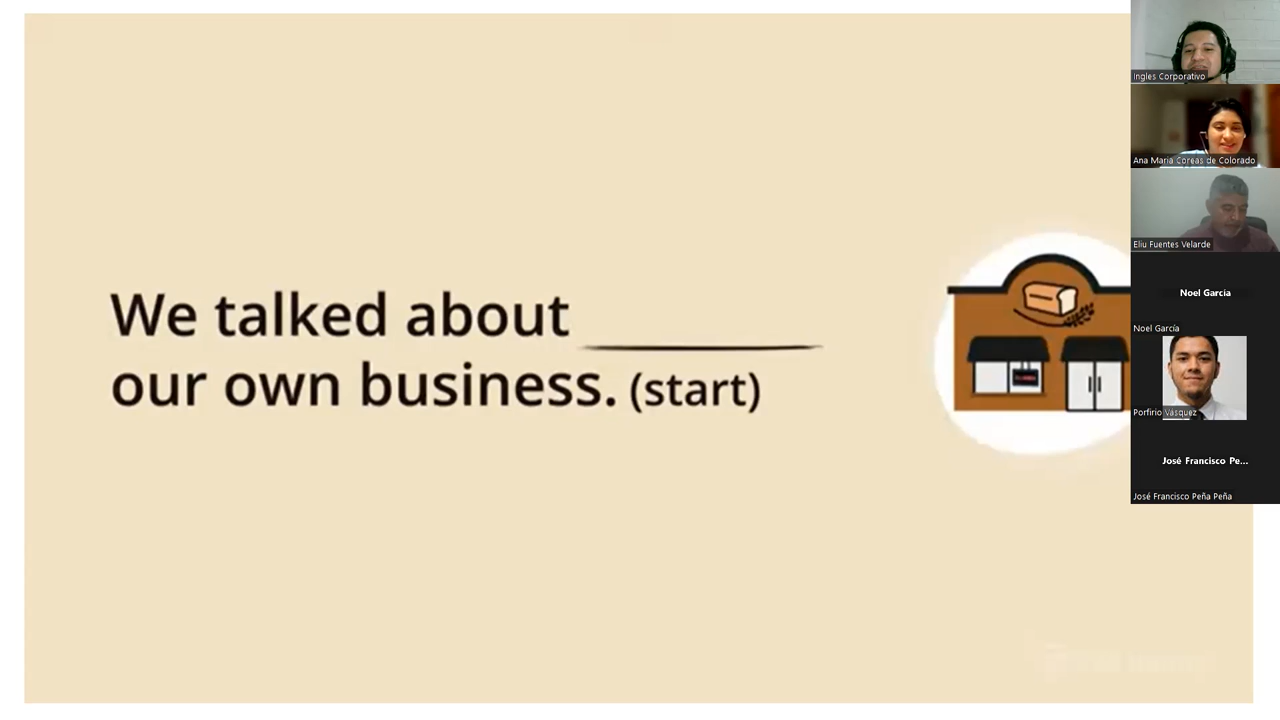 We talked about ________
our own business. (start)
Ingles Corporativo
Ana Maria Coreas de Colorado
Eliu Fuentes Velarde
Noel Garcia
Noel García
Porfirio Vasquez
José Francisco Pe...
José Francisco Peña Peña